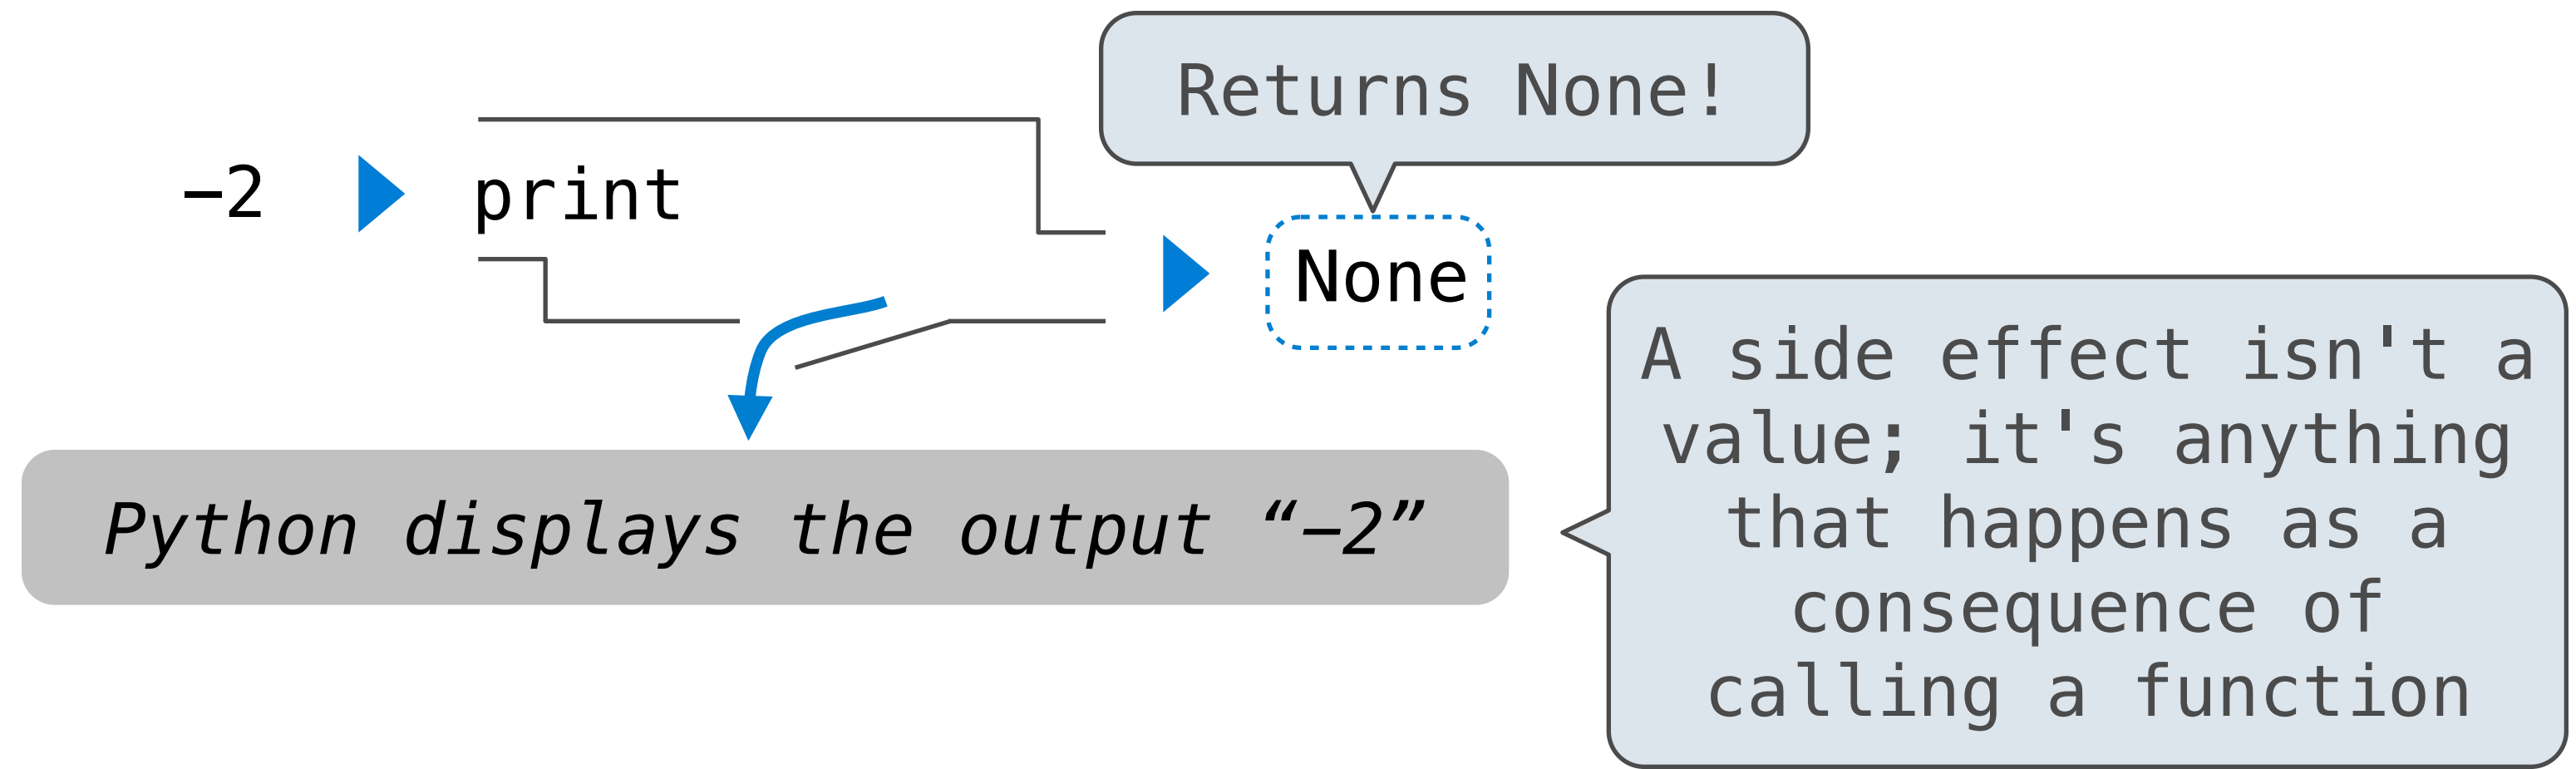 Returns None!
−2 print
None
A side effect isn't a
value; it's anything
that happens as a
consequence of
calling a function
Python displays the output “−2”